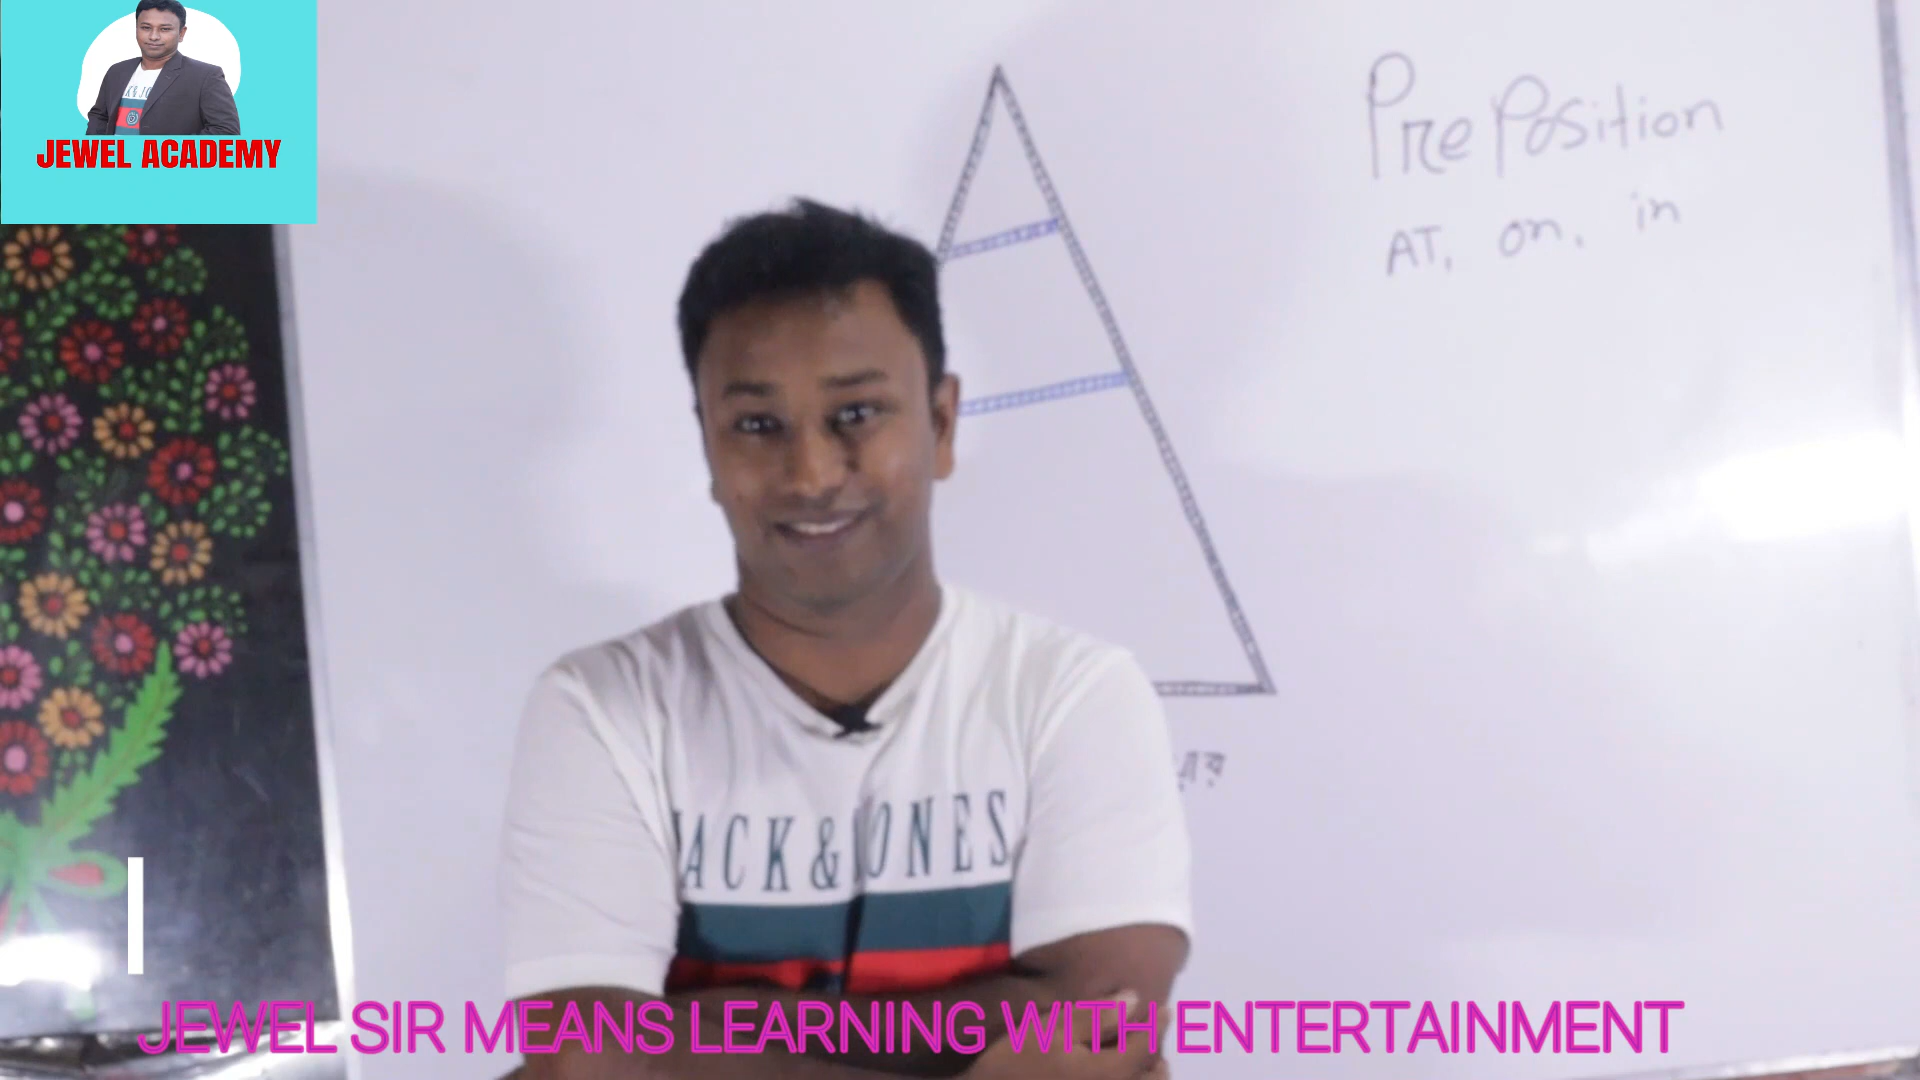 JEWEL ACADEMY
PrePosition
AT, on, in
JACK & JONES
JEWEL SIR MEANS LEARNING WITH ENTERTAINMENT